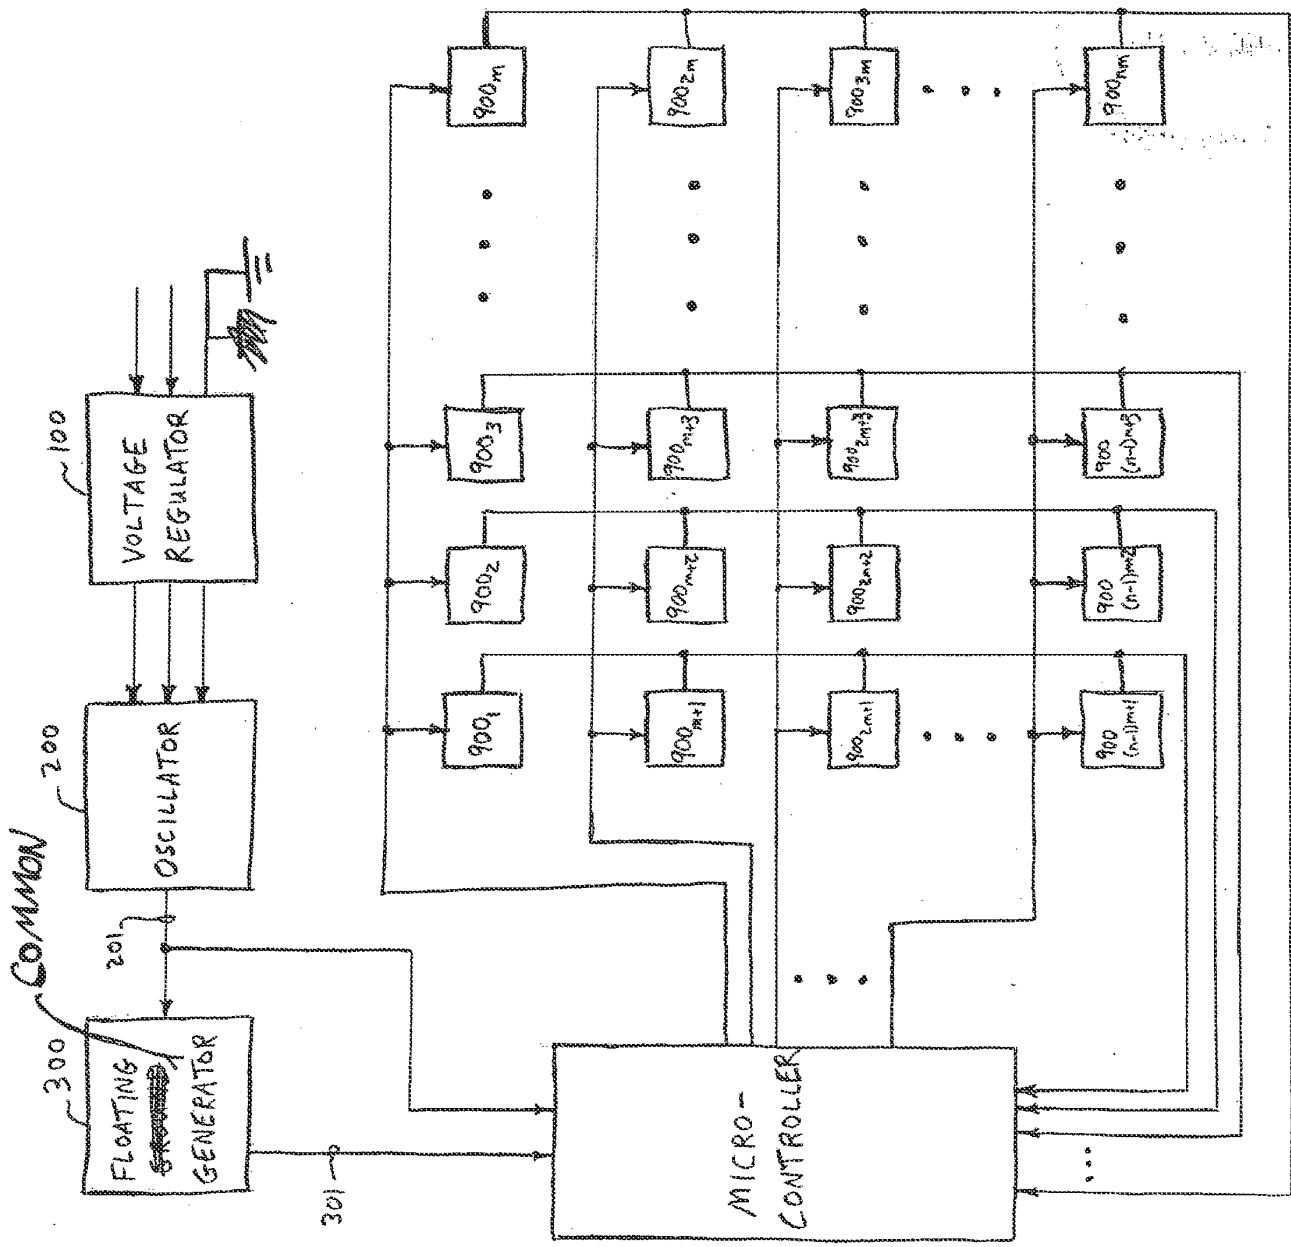 100
VOLTAGE
REGULATOR
200
OSCILLATOR
201
COMMON
300
FLOATING
GENERATOR
301
MICRO-
CONTROLLER
900₁
900₂
900₃
900ₘ
900ₘ₊₁
900ₘ₊₂
900ₘ₊₃
900₂ₘ
900₂ₘ₊₁
900₂ₘ₊₂
900₂ₘ₊₃
900₃ₘ
900
(n-1)m+1
900
(n-1)m+2
900
(n-1)m+3
900ₙₘ